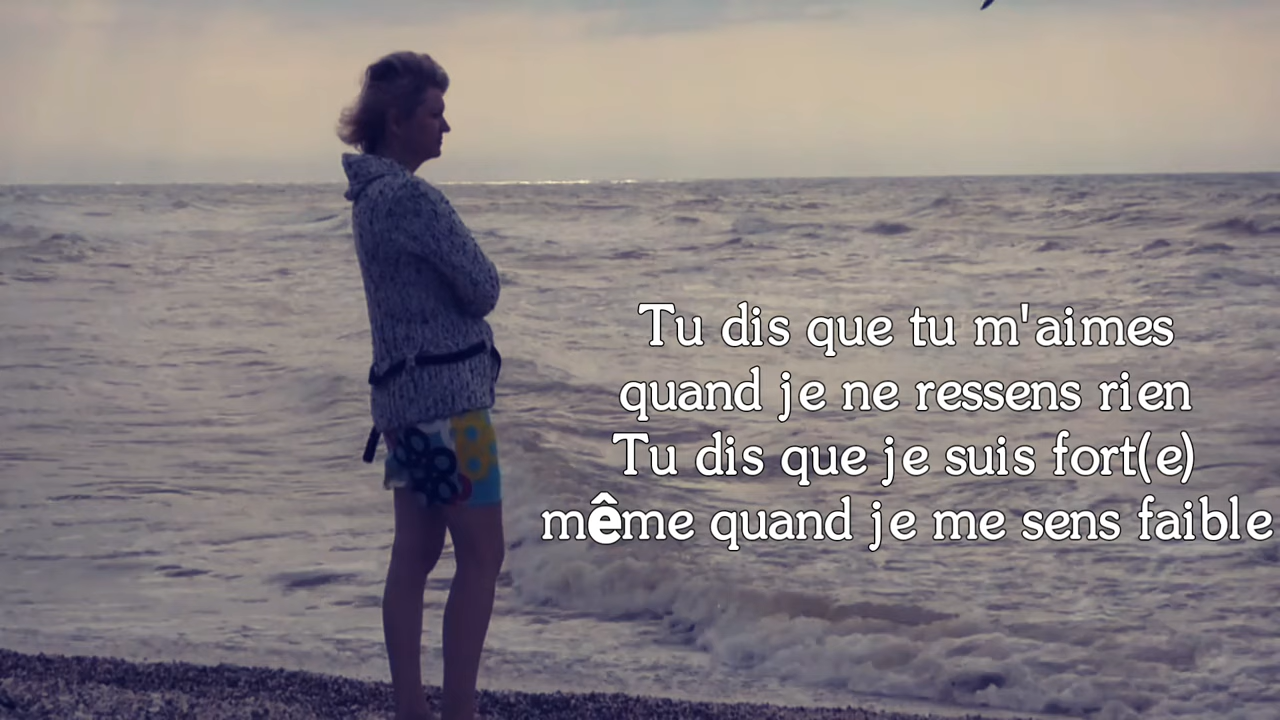 Tu dis que tu m'aimes
quand je ne ressens rien
Tu dis que je suis fort(e)
même quand je me sens faible